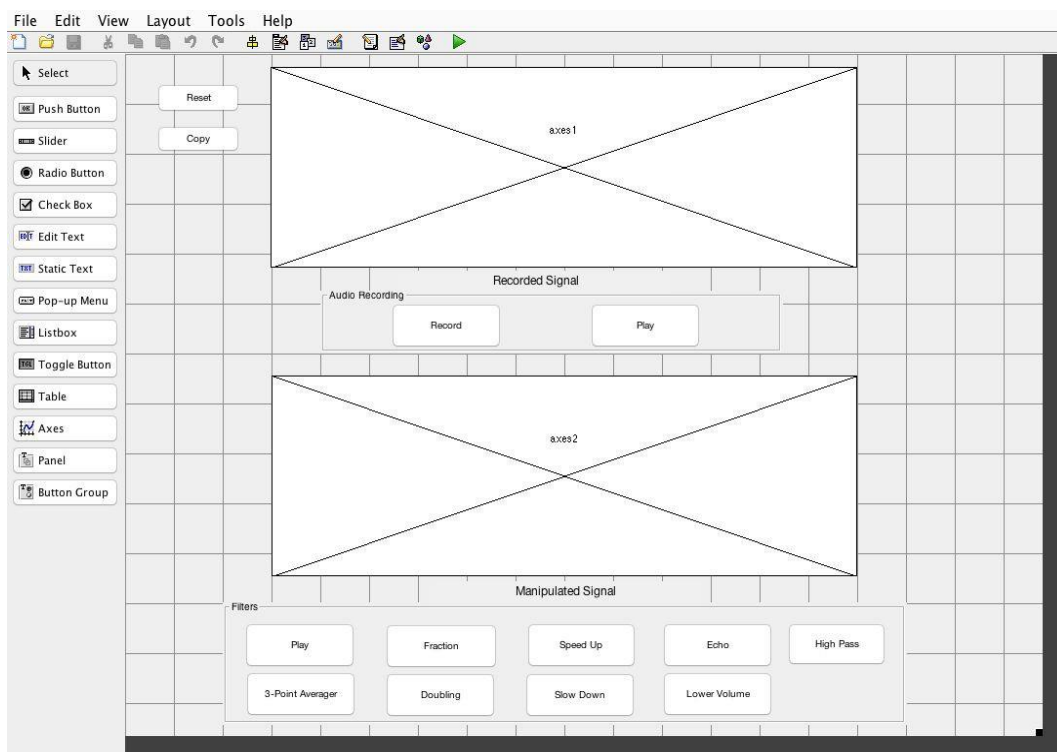 File Edit View Layout Tools Help
Select
Push Button
Slider
Radio Button
Check Box
Edit Text
Static Text
Pop-up Menu
Listbox
Toggle Button
Table
Axes
Panel
Button Group
Reset
Copy
axes1
Recorded Signal
Audio Recording
Record Play
axes2
Manipulated Signal
Filters
Play Fraction Speed Up Echo High Pass
3-Point Averager Doubling Slow Down Lower Volume